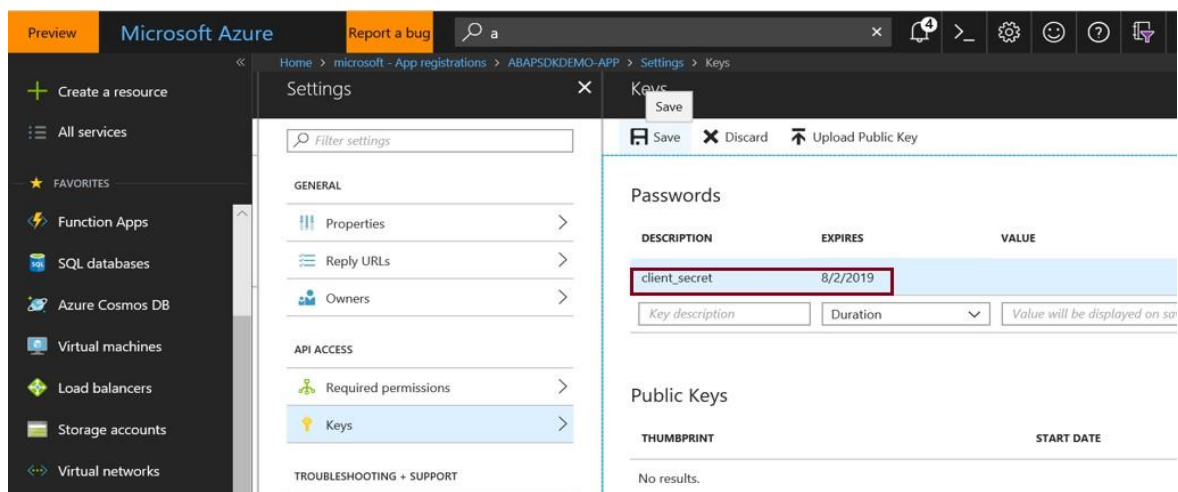 Preview
Microsoft Azure
Report a bug
a
4
Home > microsoft - App registrations > ABAPSDKDEMO-APP > Settings > Keys
Create a resource
All services
FAVORITES
Function Apps
SQL databases
Azure Cosmos DB
Virtual machines
Load balancers
Storage accounts
Virtual networks
Settings
Filter settings
GENERAL
Properties
Reply URLs
Owners
API ACCESS
Required permissions
Keys
TROUBLESHOOTING + SUPPORT
Keys
Save
Save Discard Upload Public Key
Passwords
DESCRIPTION EXPIRES VALUE
client_secret 8/2/2019
Key description Duration Value will be displayed on
Public Keys
THUMBPRINT START DATE
No results.